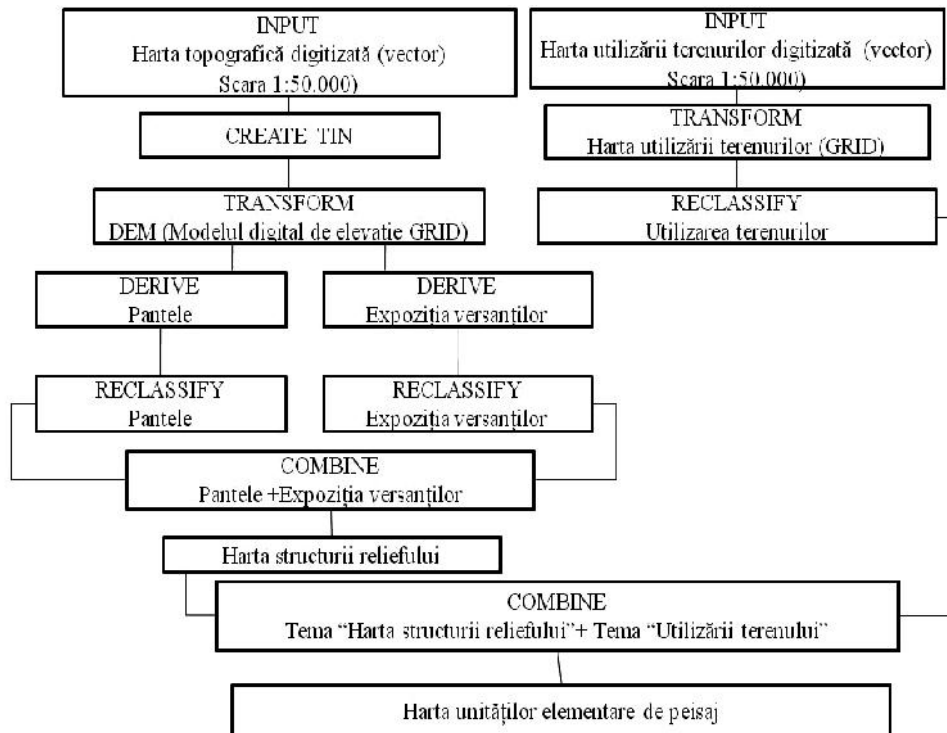 INPUT
Harta topografică digitizată (vector)
Scara 1:50.000)
INPUT
Harta utilizării terenurilor digitizată (vector)
Scara 1:50.000)
CREATE TIN
TRANSFORM
Harta utilizării terenurilor (GRID)
TRANSFORM
DEM (Modelul digital de elevație GRID)
RECLASSIFY
Utilizarea terenurilor
DERIVE
Pantele
DERIVE
Expoziția versanților
RECLASSIFY
Pantele
RECLASSIFY
Expoziția versanților
COMBINE
Pantele +Expoziția versanților
Harta structurii reliefului
COMBINE
Tema “Harta structurii reliefului”+ Tema “Utilizării terenului”
Harta unităților elementare de peisaj